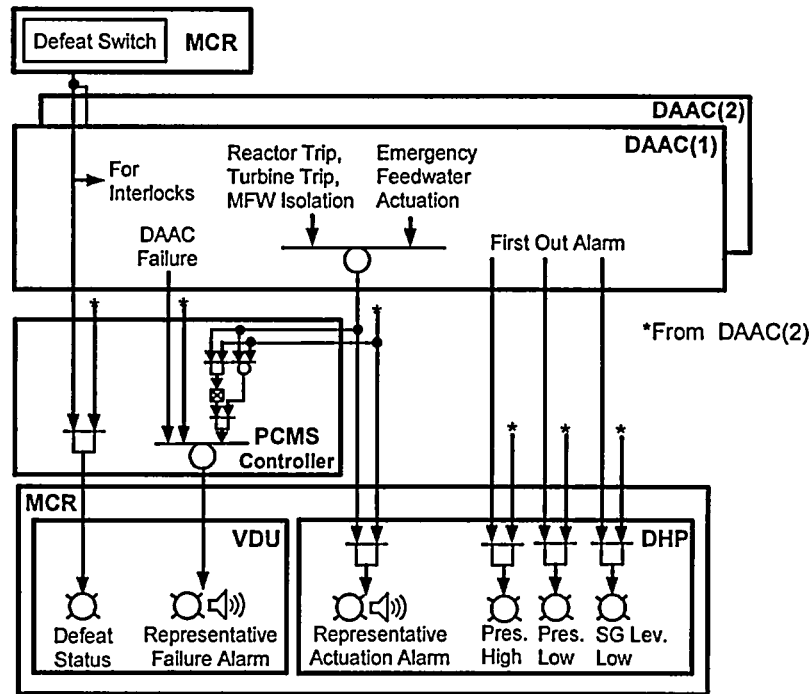 Defeat Switch
MCR
DAAC(2)
DAAC(1)
For
Interlocks
Reactor Trip,
Turbine Trip,
MFW Isolation
Emergency
Feedwater
Actuation
DAAC
Failure
First Out Alarm
*
*
*
*From DAAC(2)
PCMS
Controller
*
*
*
MCR
VDU
DHP
Defeat
Status
Representative
Failure Alarm
Representative
Actuation Alarm
Pres.
High
Pres.
Low
SG Lev.
Low